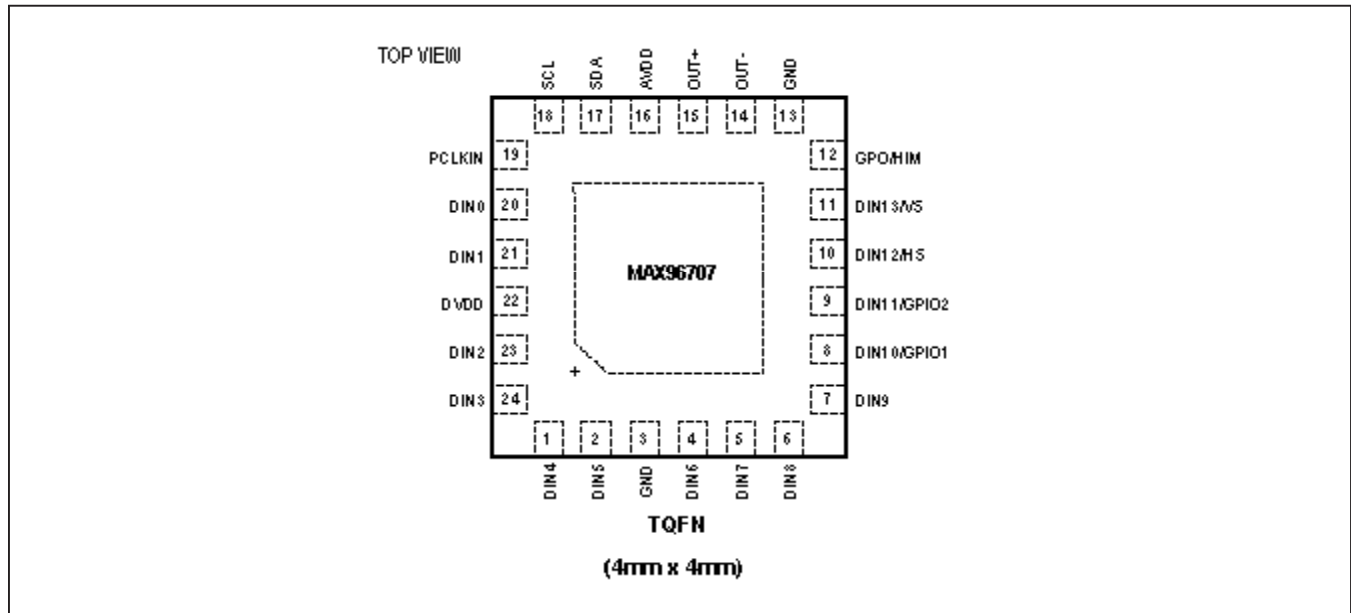 TOP VIEW
SCL SDA AVDD OUT+ OUT- GND
18 17 16 15 14 13
PCLKIN 19 12 GPO/HIM
DIN0 20 11 DIN13/VS
DIN1 21 10 DIN12/HS
MAX96707
DVDD 22 9 DIN11/GPIO2
DIN2 23 8 DIN10/GPIO1
+
DIN3 24 7 DIN9
1 2 3 4 5 6
DIN4 DIN5 GND DIN6 DIN7 DIN8
TQFN
(4mm x 4mm)